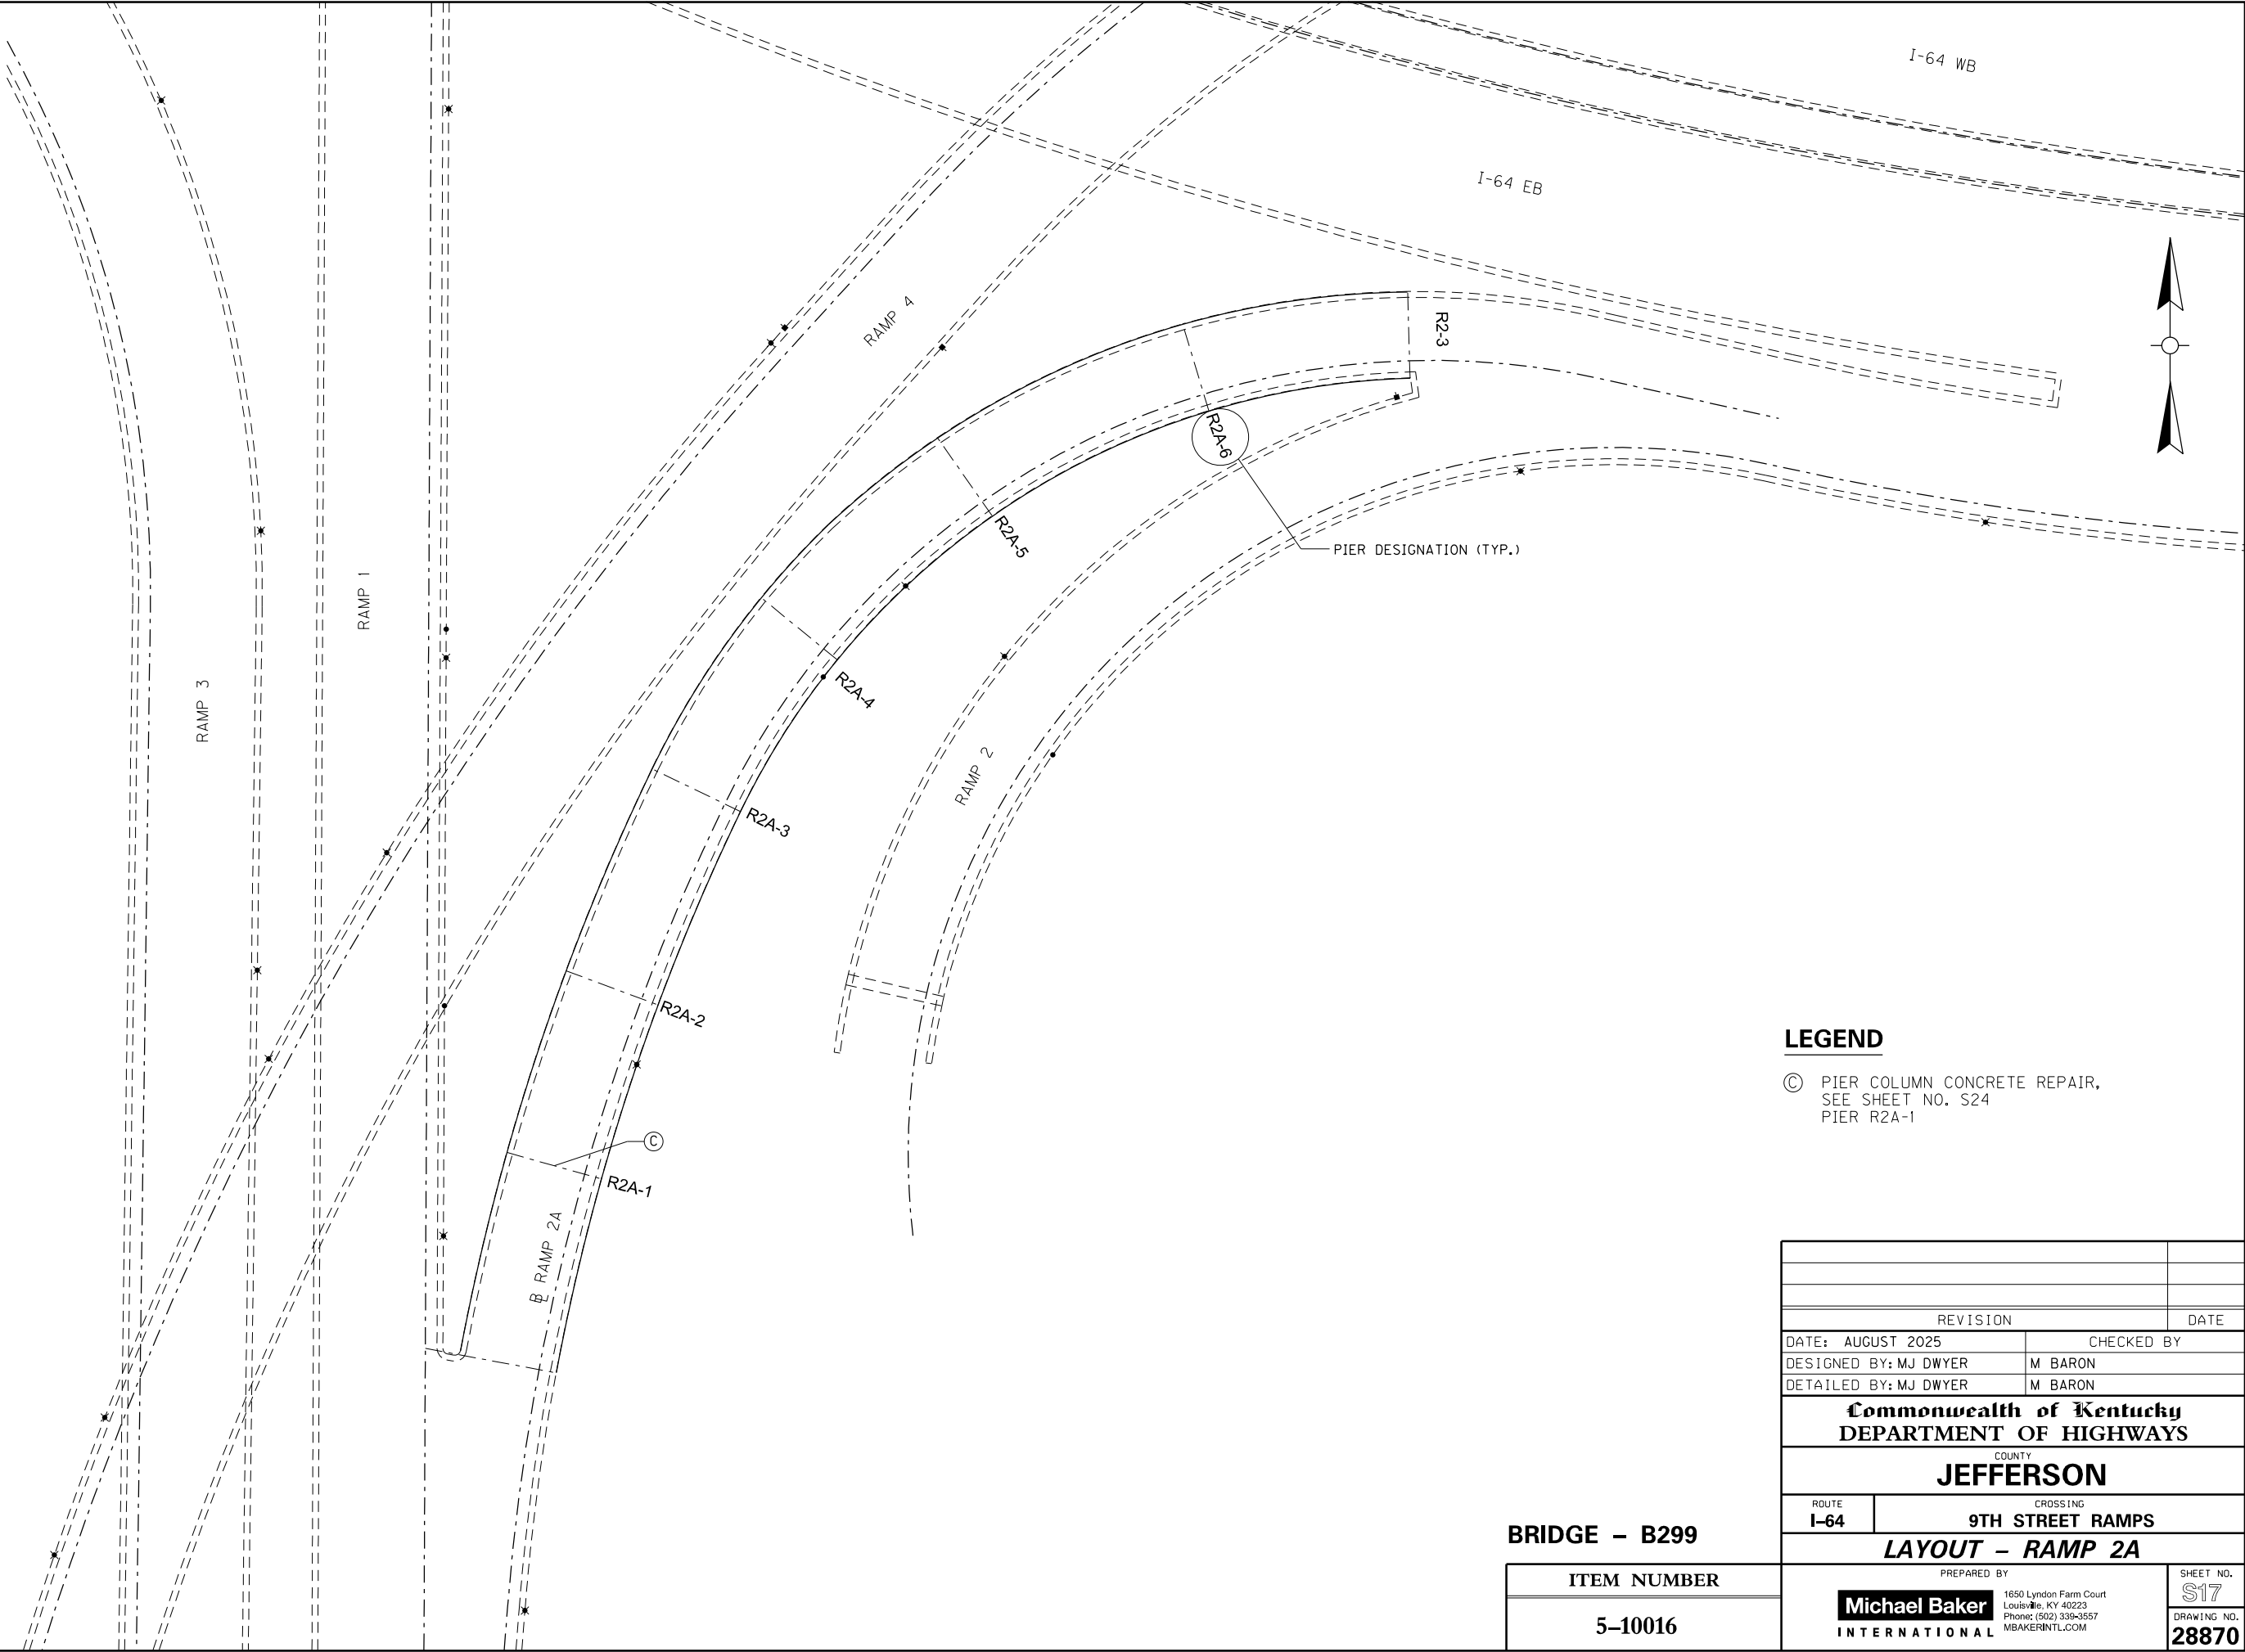 I-64 WB
I-64 EB
RAMP 4
R2-3
R2A-6
R2A-5
PIER DESIGNATION (TYP.)
RAMP 1
RAMP 3
R2A-4
RAMP 2
R2A-3
R2A-2
LEGEND
Ⓒ PIER COLUMN CONCRETE REPAIR,
SEE SHEET NO. S24
PIER R2A-1
Ⓒ
R2A-1
RAMP 2A
REVISION DATE
DATE: AUGUST 2025 CHECKED BY
DESIGNED BY: MJ DWYER M BARON
DETAILED BY: MJ DWYER M BARON
Commonwealth of Kentucky
DEPARTMENT OF HIGHWAYS
COUNTY
JEFFERSON
ROUTE CROSSING
I-64 9TH STREET RAMPS
LAYOUT - RAMP 2A
BRIDGE - B299
ITEM NUMBER
5-10016
PREPARED BY
Michael Baker
INTERNATIONAL
1650 Lyndon Farm Court
Louisville, KY 40223
Phone: (502) 339-3557
MBAKERINTL.COM
SHEET NO.
S17
DRAWING NO.
28870